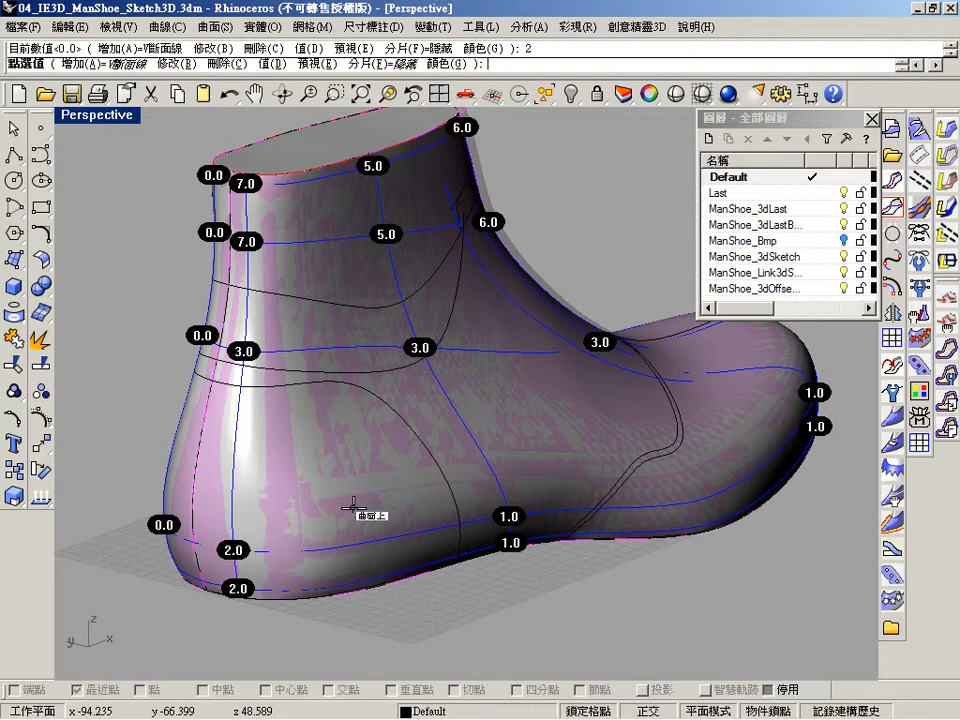 04_IE3D_ManShoe_Sketch3D.3dm - Rhinoceros (不可轉售授權版) - [Perspective]
檔案(F) 編輯(E) 檢視(V) 曲線(C) 曲面(S) 實體(O) 網格(M) 尺寸標註(D) 變動(T) 工具(L) 分析(A) 彩現(R) 創意精靈3D 說明(H)
目前數值<0.0> ( 增加(A)=V斷面線 修改(B) 刪除(C) 值(D) 預視(E) 分片(F)=隱藏 顏色(G) ): 2
點選值 ( 增加(A)=V斷面線 修改(B) 刪除(C) 值(D) 預視(E) 分片(F)=隱藏 顏色(G) ):
Perspective
圖層 - 全部圖層
名稱
Default
Last
ManShoe_3dLast
ManShoe_3dLastB...
ManShoe_Bmp
ManShoe_3dSketch
ManShoe_Link3dS...
ManShoe_3dOffse...
6.0
5.0
0.0
7.0
6.0
0.0
7.0
5.0
0.0
3.0
3.0
3.0
1.0
1.0
0.0
2.0
1.0
1.0
2.0
曲面上
z
y
x
端點 最近點 點 中點 中心點 交點 垂直點 切點 四分點 節點 投影 智慧軌跡 停用
工作平面 x -94.235 y -66.399 z 48.589 Default 鎖定格點 正交 平面模式 物件鎖點 記錄建構歷史